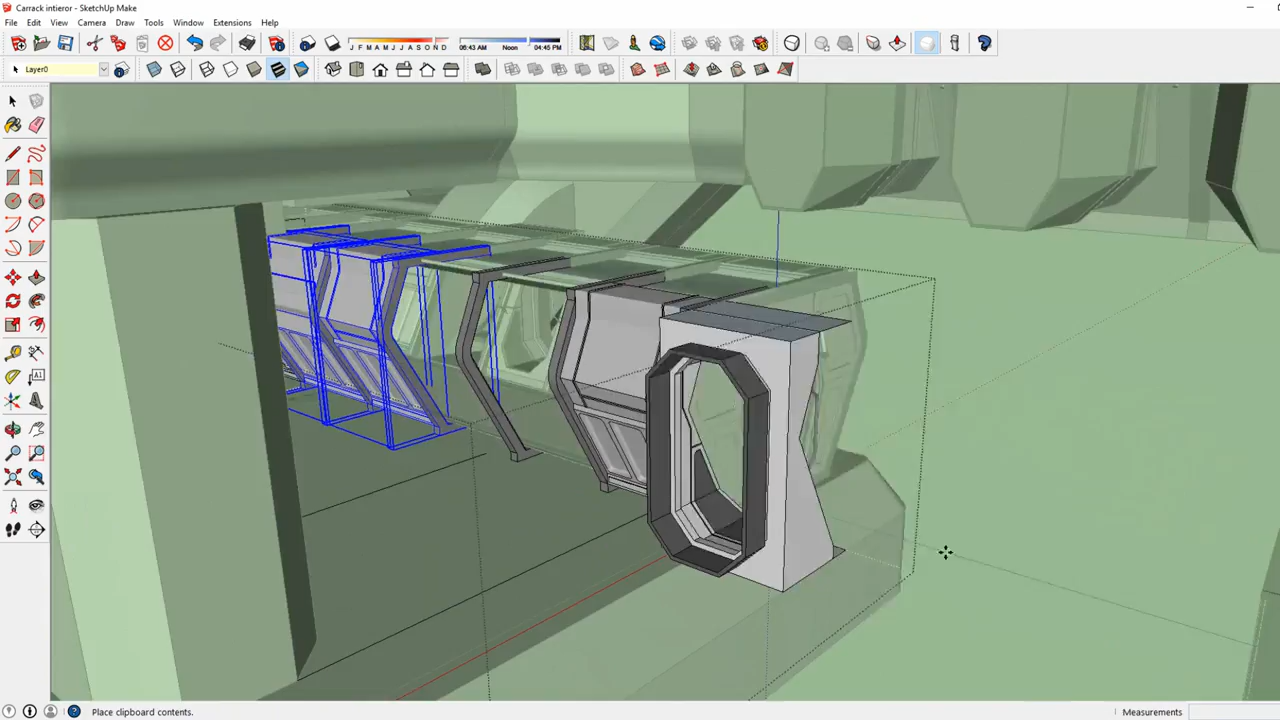 Carrack intieror - SketchUp Make
File Edit View Camera Draw Tools Window Extensions Help
J F M A M J J A S O N D 06:43 AM Noon 04:45 PM
Layer0
A1
Place clipboard contents. Measurements